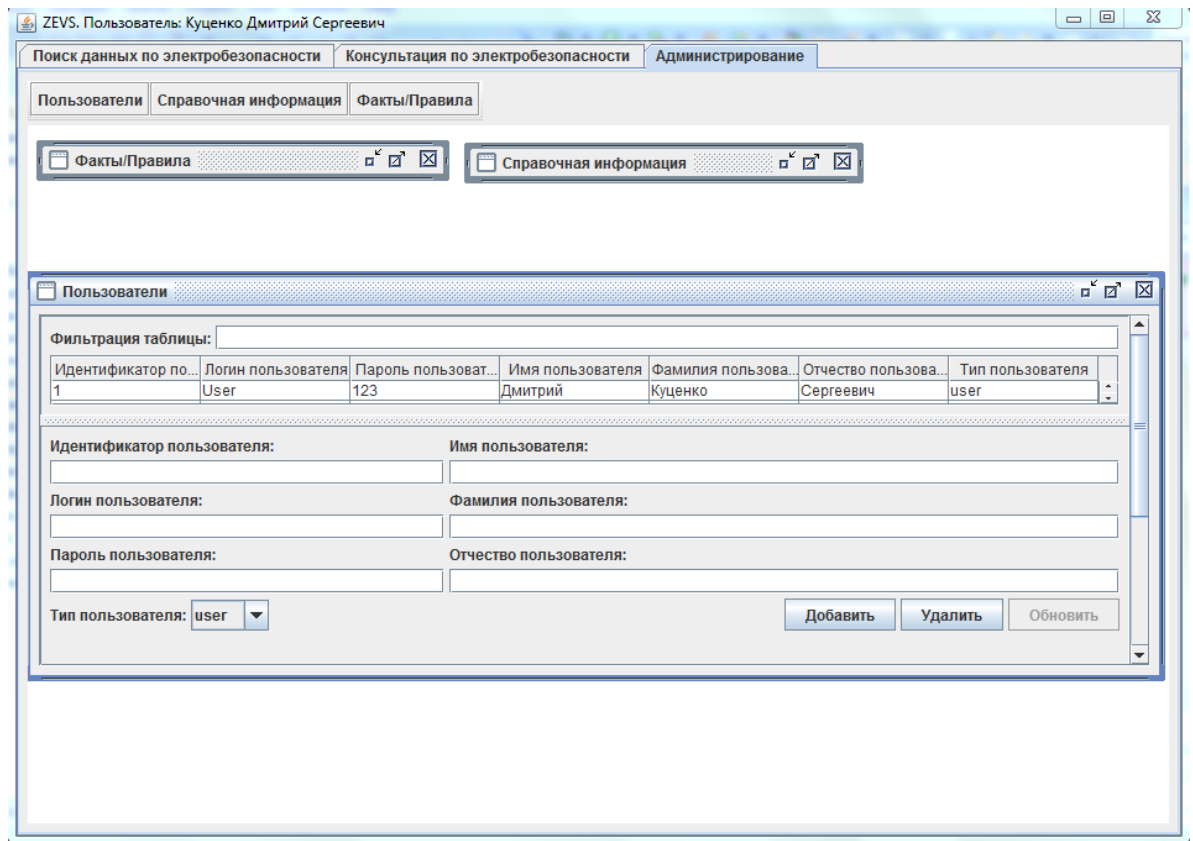 ZEVS. Пользователь: Куценко Дмитрий Сергеевич
Поиск данных по электробезопасности Консультация по электробезопасности Администрирование
Пользователи Справочная информация Факты/Правила
Факты/Правила Справочная информация
Пользователи
Фильтрация таблицы:
Идентификатор по... Логин пользователя Пароль пользоват... Имя пользователя Фамилия пользова... Отчество пользова... Тип пользователя
1 User 123 Дмитрий Куценко Сергеевич user
Идентификатор пользователя: Имя пользователя:
Логин пользователя: Фамилия пользователя:
Пароль пользователя: Отчество пользователя:
Тип пользователя: user Добавить Удалить Обновить